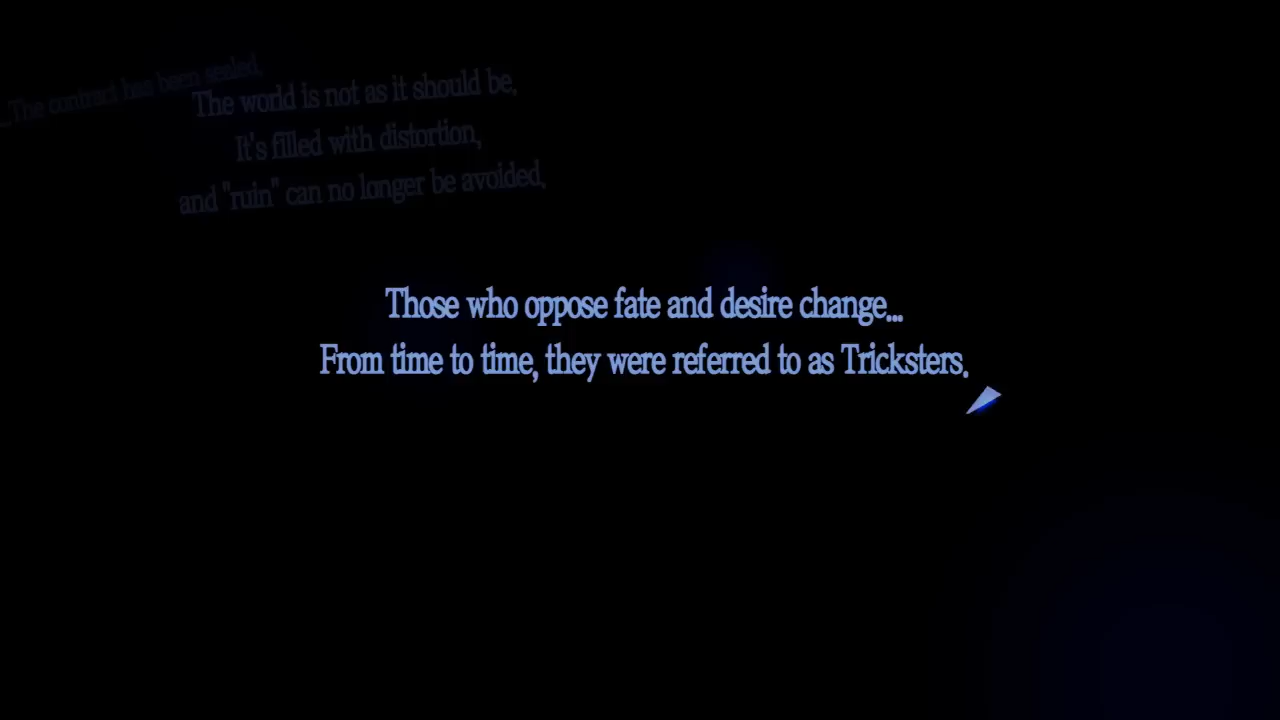 ...The contract has been sealed.
The world is not as it should be.
It's filled with distortion,
and "ruin" can no longer be avoided.
Those who oppose fate and desire change...
From time to time, they were referred to as Tricksters.